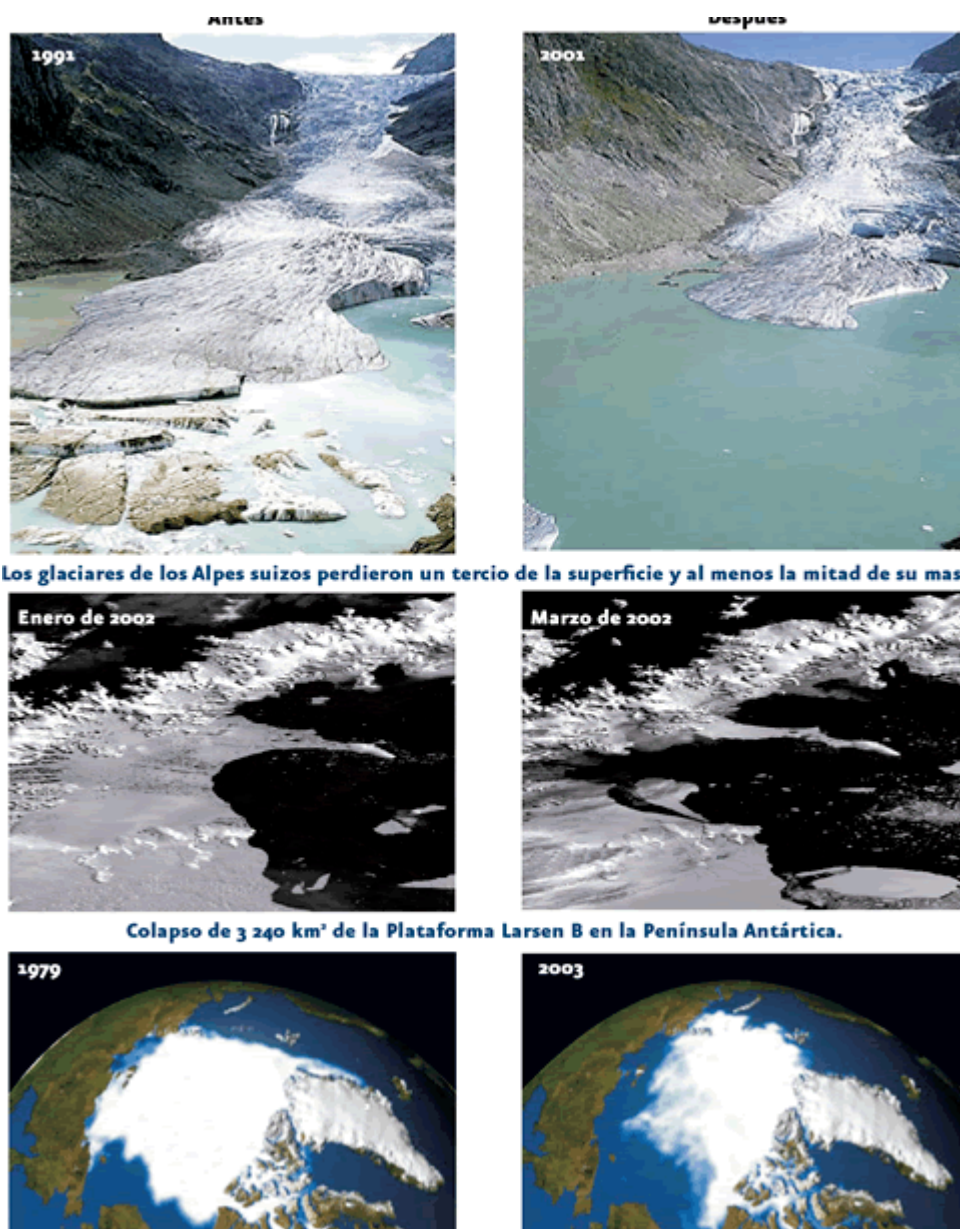 Antes
Después
1991
2001
Los glaciares de los Alpes suizos perdieron un tercio de la superficie y al menos la mitad de su mas
Enero de 2002
Marzo de 2002
Colapso de 3 240 km² de la Plataforma Larsen B en la Península Antártica.
1979
2003